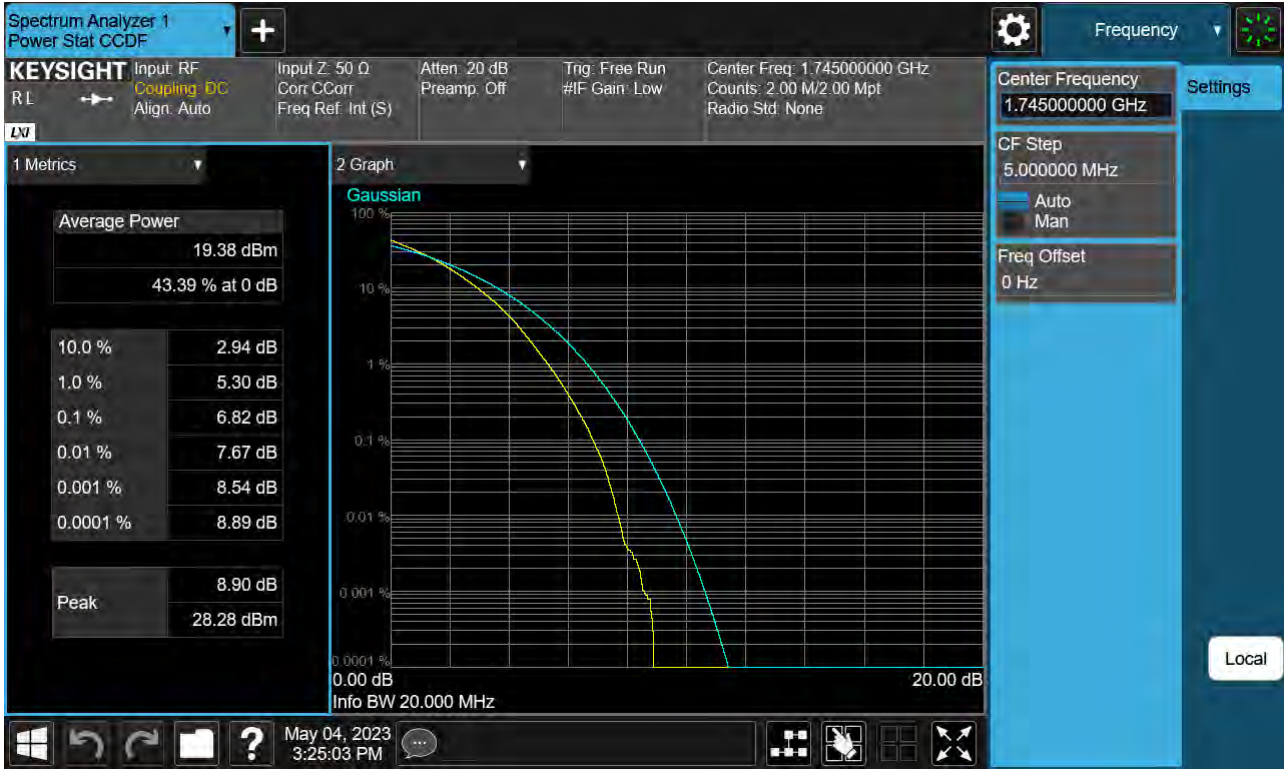 Spectrum Analyzer 1
Power Stat CCDF
Frequency
KEYSIGHT
RL
LXI
Input: RF
Coupling: DC
Align: Auto
Input Z: 50 Ω
Corr CCorr
Freq Ref: Int (S)
Atten: 20 dB
Preamp: Off
Trig: Free Run
#IF Gain: Low
Center Freq: 1.745000000 GHz
Counts: 2.00 M/2.00 Mpt
Radio Std: None
1 Metrics
Average Power
19.38 dBm
43.39 % at 0 dB
10.0 % 2.94 dB
1.0 % 5.30 dB
0.1 % 6.82 dB
0.01 % 7.67 dB
0.001 % 8.54 dB
0.0001 % 8.89 dB
Peak
8.90 dB
28.28 dBm
2 Graph
Gaussian
100 %
10 %
1 %
0.1 %
0.01 %
0.001 %
0.0001 %
0.00 dB 20.00 dB
Info BW 20.000 MHz
Center Frequency
1.745000000 GHz
CF Step
5.000000 MHz
Auto
Man
Freq Offset
0 Hz
Settings
Local
?
May 04, 2023
3:25:03 PM